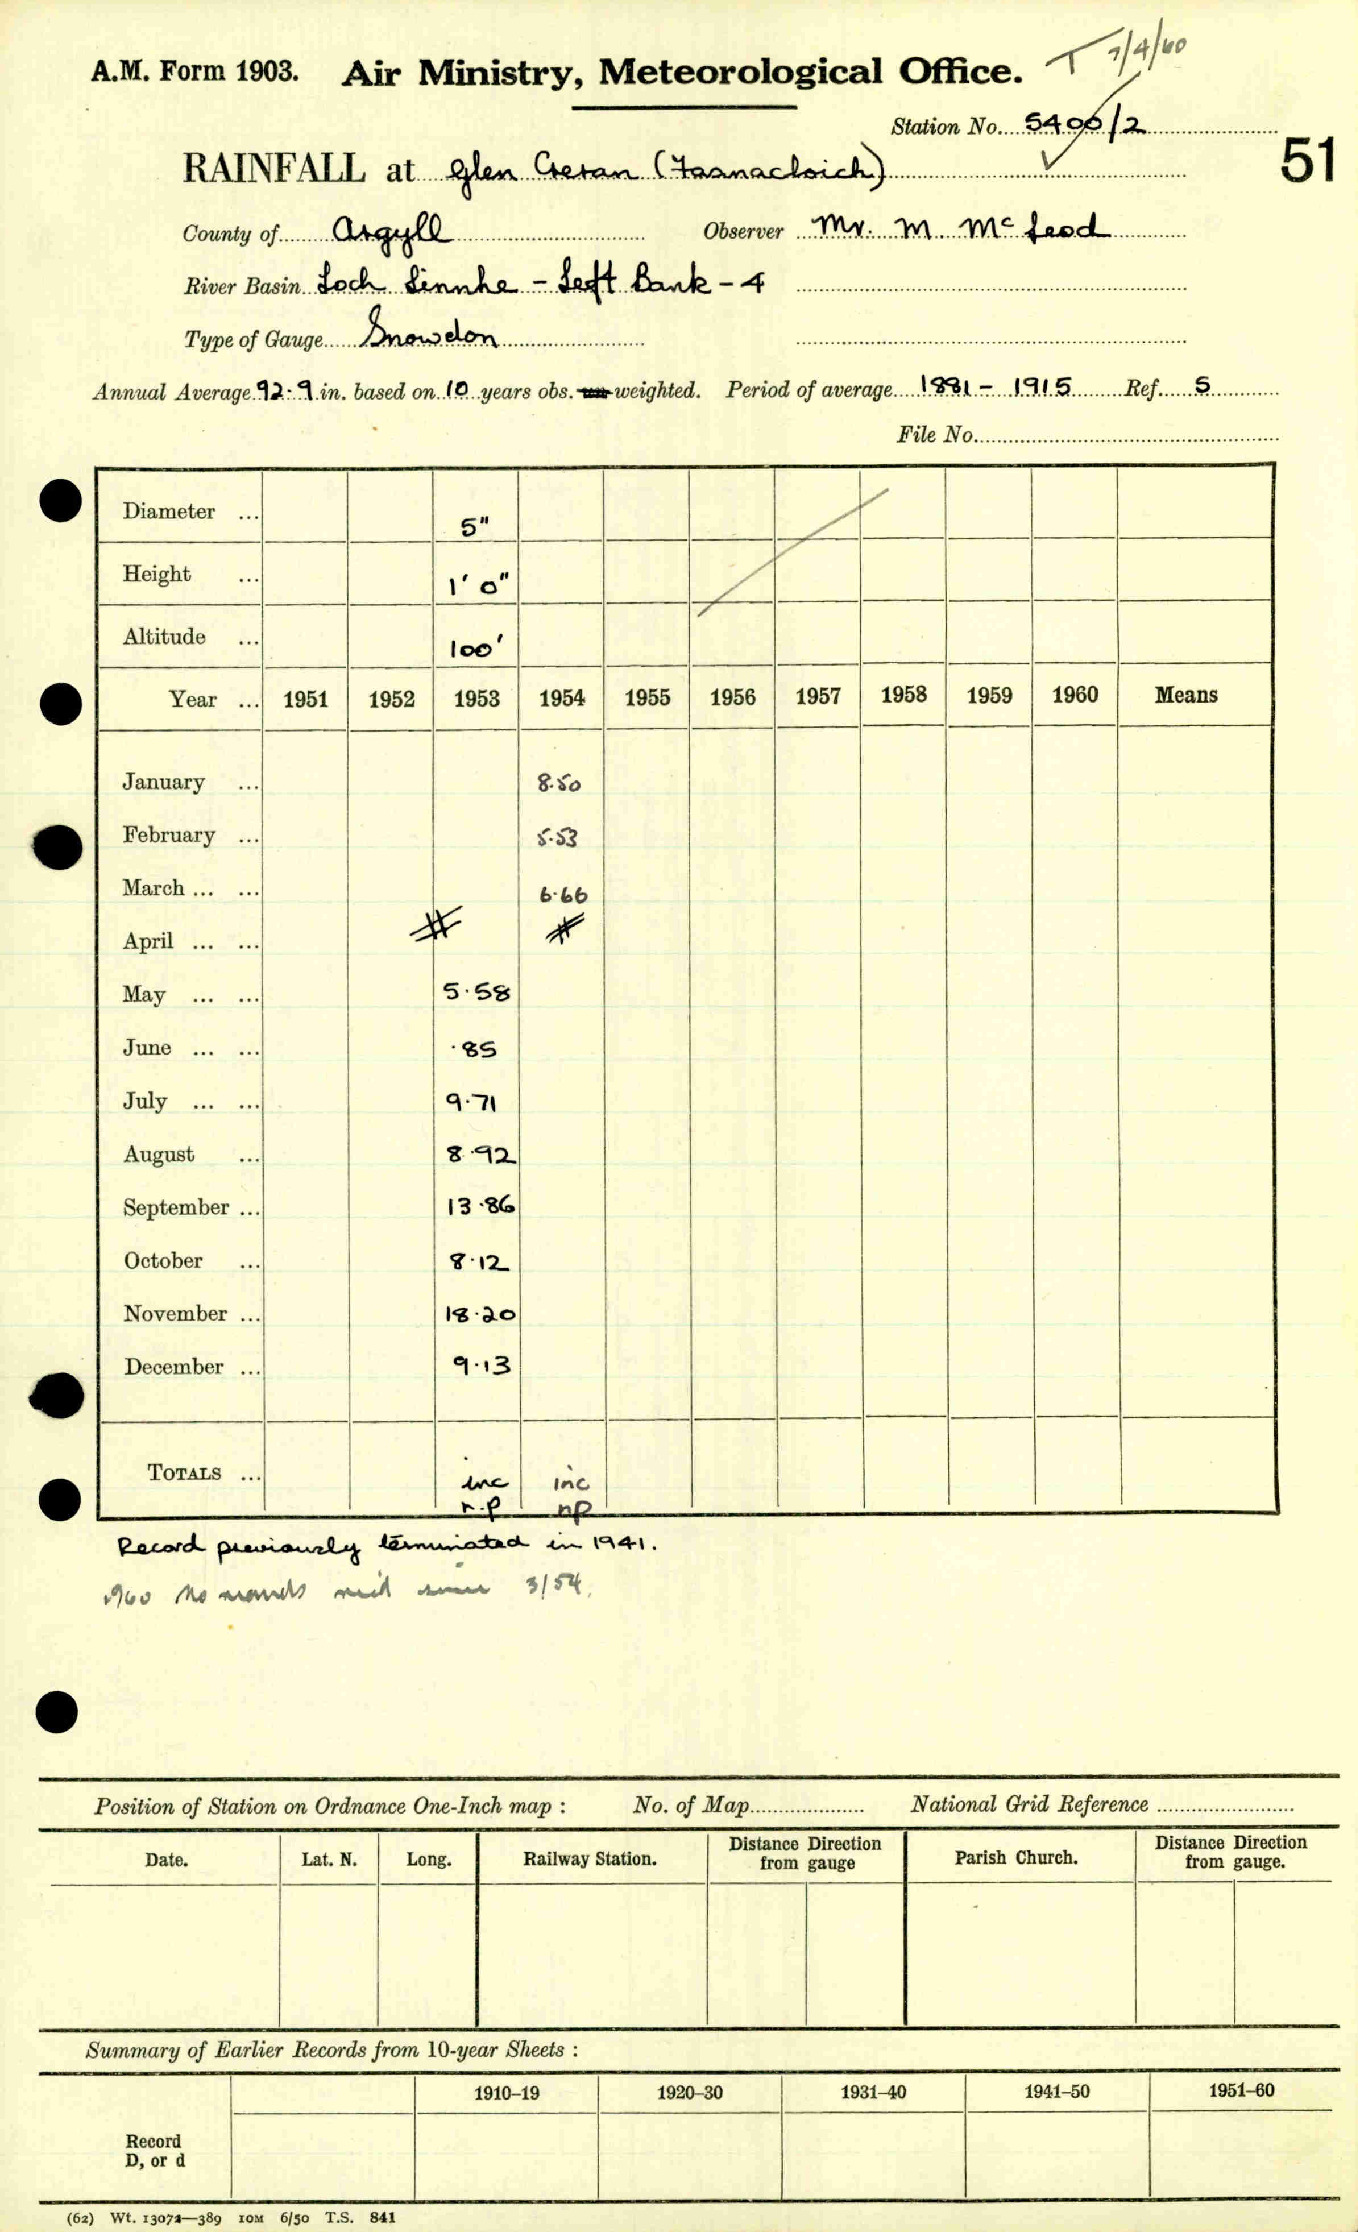 T 7/4/60
A.M. Form 1903. Air Ministry, Meteorological Office.
Station No. 5400/2
51
RAINFALL at Glen Creran (Fasnacloich)
County of Argyll Observer Mr. M. McLeod
River Basin Loch Linnhe - Left Bank - 4
Type of Gauge Snowdon
Annual Average 92.9 in. based on 10 years obs. weighted. Period of average 1881 - 1915 Ref. S
File No.
Diameter ... 5"
Height ... 1' 0"
Altitude ... 100'
Year ... 1951 1952 1953 1954 1955 1956 1957 1958 1959 1960 Means
January ... 8.50
February ... 5.53
March ... ... 6.66
April ... ... # #
May ... ... 5.58
June ... ... .85
July ... ... 9.71
August ... 8.92
September ... 13.86
October ... 8.12
November ... 18.20
December ... 9.13
TOTALS ... inc inc
n.p np
Record previously terminated in 1941.
1960 No records rec'd since 3/54.
Position of Station on Ordnance One-Inch map : No. of Map National Grid Reference
Date. Lat. N. Long. Railway Station. Distance Direction from gauge Parish Church. Distance Direction from gauge.
Summary of Earlier Records from 10-year Sheets :
1910-19 1920-30 1931-40 1941-50 1951-60
Record
D, or d
(62) Wt. 13072—389 10M 6/50 T.S. 841